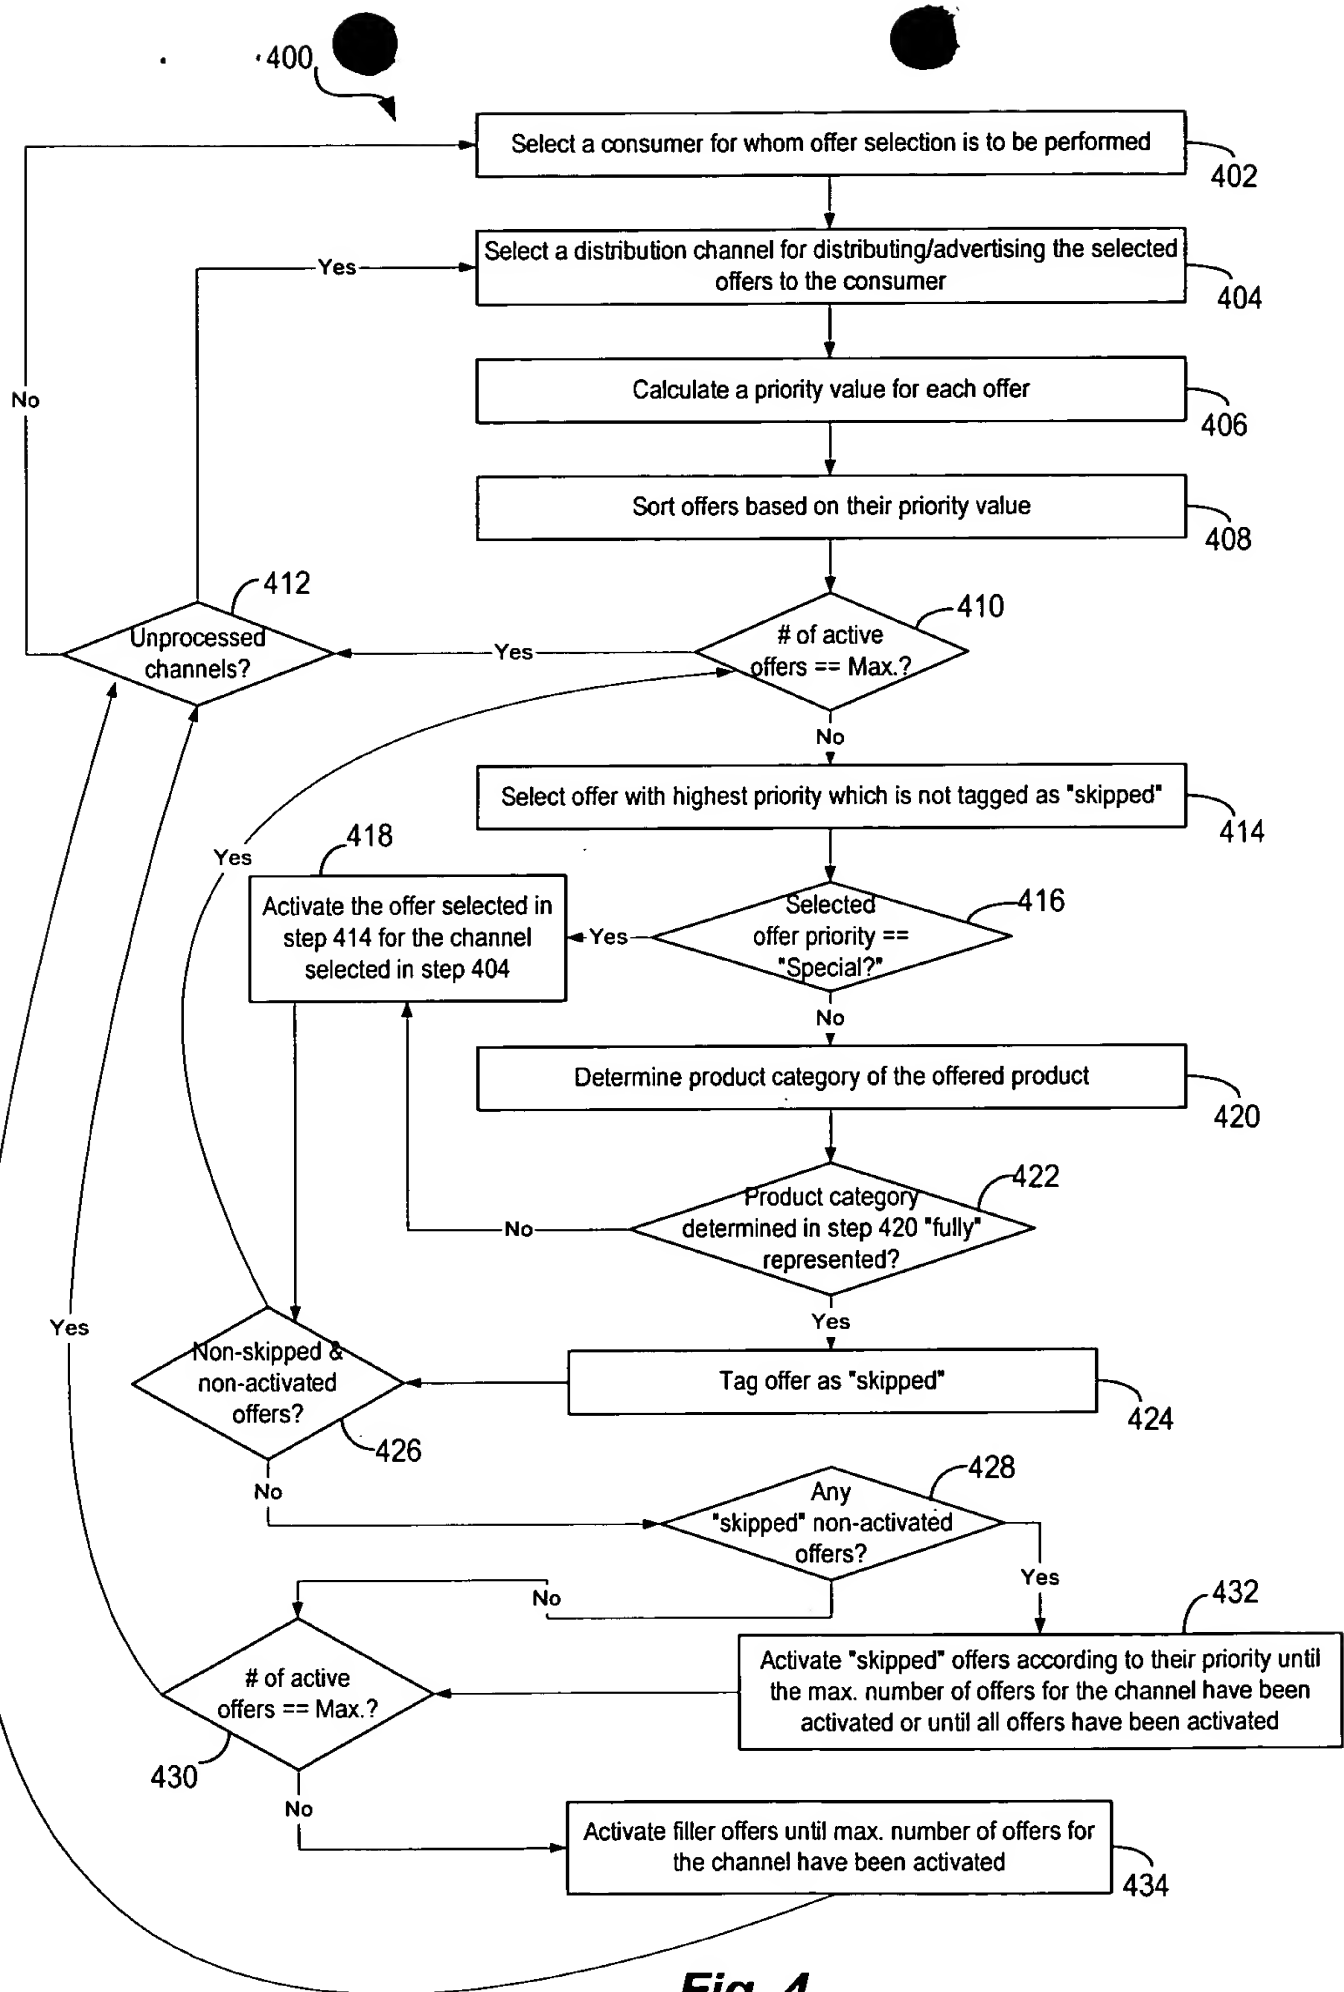 400
Select a consumer for whom offer selection is to be performed
402
Select a distribution channel for distributing/advertising the selected
offers to the consumer
404
Yes
No
Calculate a priority value for each offer
406
Sort offers based on their priority value
408
412
Unprocessed
channels?
Yes
410
# of active
offers == Max.?
No
Select offer with highest priority which is not tagged as "skipped"
414
Yes
418
Activate the offer selected in
step 414 for the channel
selected in step 404
Yes
416
Selected
offer priority ==
"Special?"
No
Determine product category of the offered product
420
422
Product category
determined in step 420 "fully"
represented?
No
Yes
Yes
Non-skipped &
non-activated
offers?
426
Tag offer as "skipped"
424
No
428
Any
"skipped" non-activated
offers?
Yes
No
432
Activate "skipped" offers according to their priority until
the max. number of offers for the channel have been
activated or until all offers have been activated
# of active
offers == Max.?
430
No
Activate filler offers until max. number of offers for
the channel have been activated
434
Fig. 4